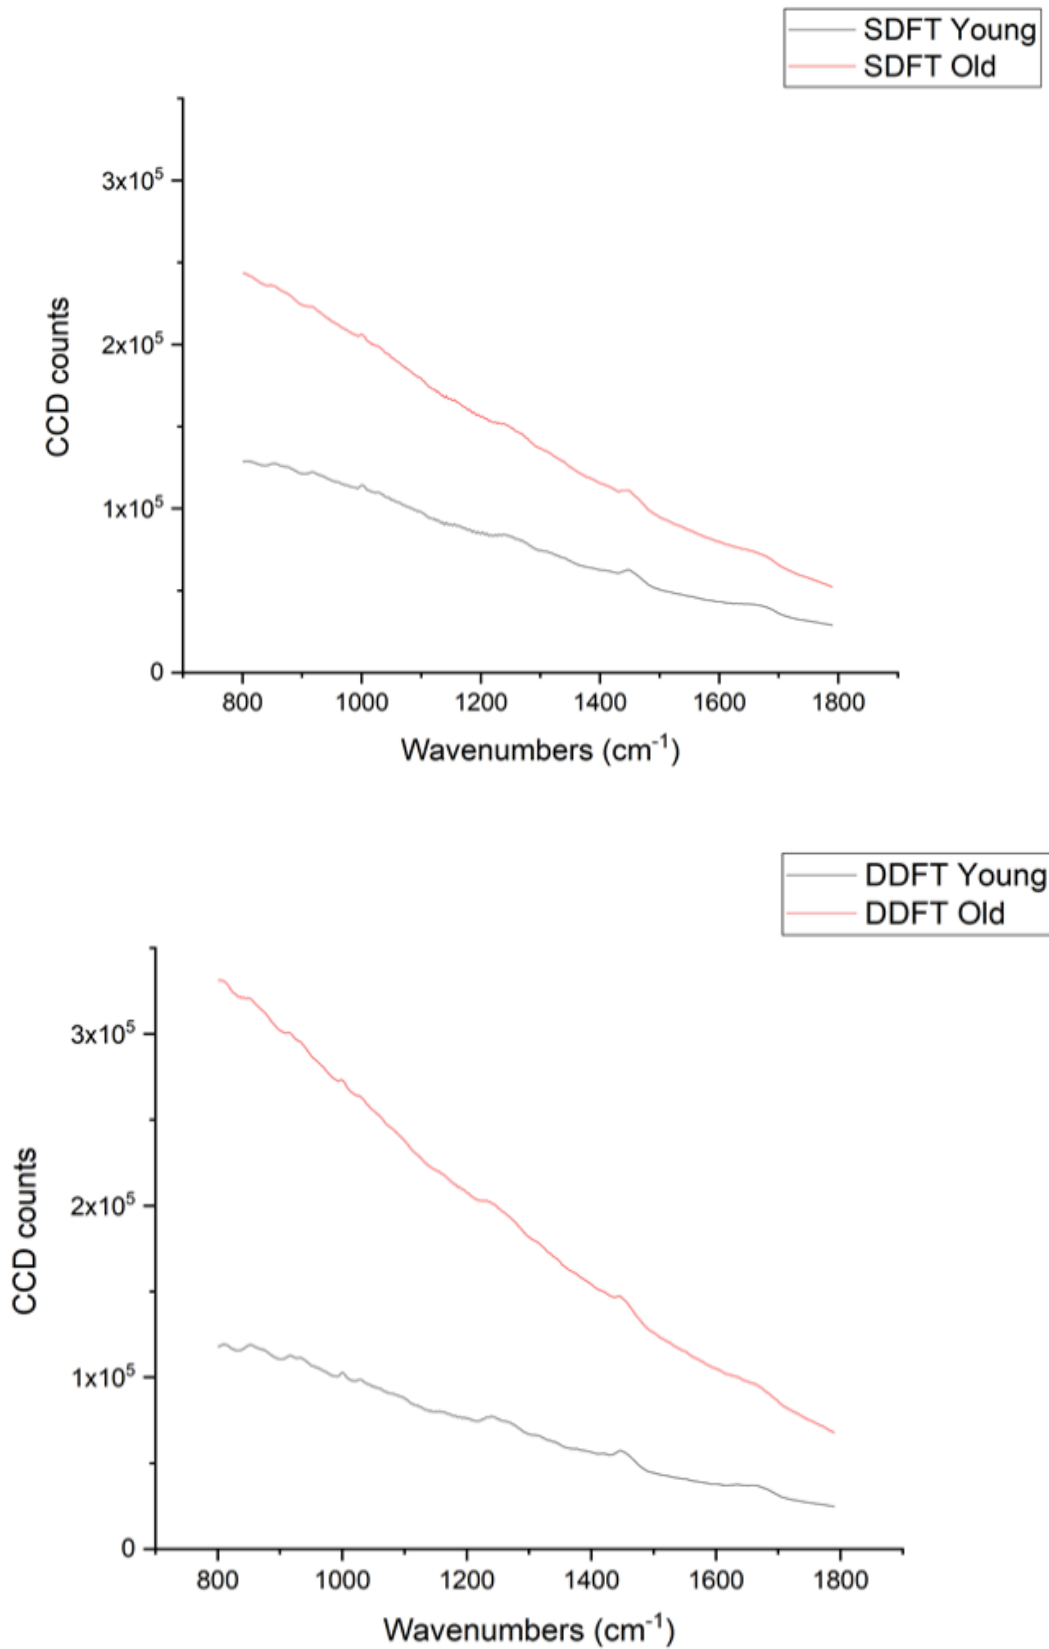 SDFT Young
SDFT Old
3x10⁵
2x10⁵
1x10⁵
0
CCD counts
800 1000 1200 1400 1600 1800
Wavenumbers (cm⁻¹)
DDFT Young
DDFT Old
3x10⁵
2x10⁵
1x10⁵
0
CCD counts
800 1000 1200 1400 1600 1800
Wavenumbers (cm⁻¹)